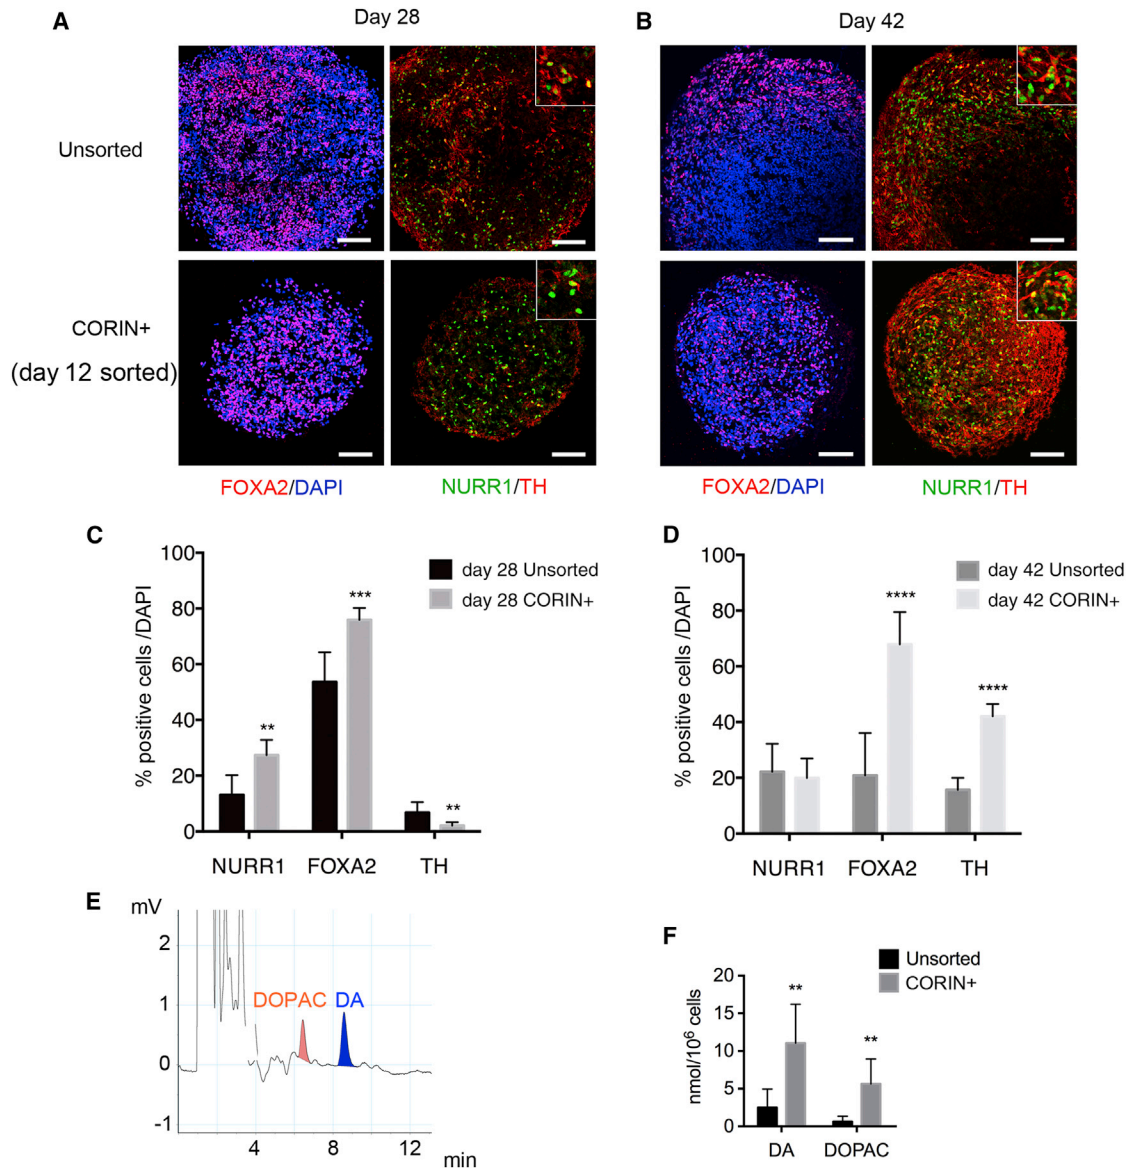 A
Day 28
B
Day 42
Unsorted
CORIN+
(day 12 sorted)
FOXA2/DAPI
NURR1/TH
FOXA2/DAPI
NURR1/TH
C
% positive cells /DAPI
100
80
60
40
20
0
day 28 Unsorted
day 28 CORIN+
**
***
**
NURR1
FOXA2
TH
D
% positive cells /DAPI
100
80
60
40
20
0
day 42 Unsorted
day 42 CORIN+
****
****
NURR1
FOXA2
TH
E
mV
2
1
0
-1
DOPAC
DA
4
8
12
min
F
Unsorted
CORIN+
nmol/10⁶ cells
20
15
10
5
0
**
**
DA
DOPAC